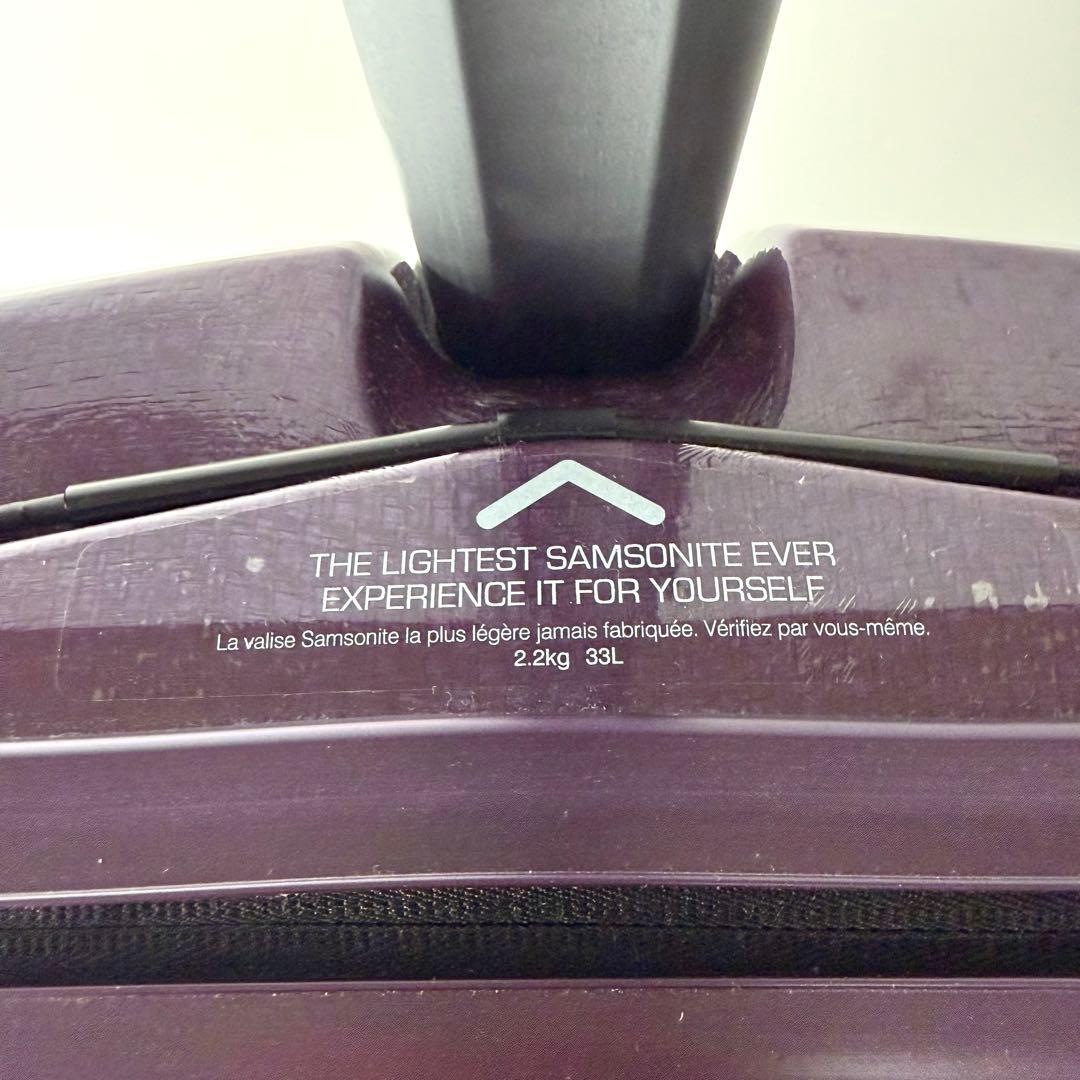 THE LIGHTEST SAMSONITE EVER
EXPERIENCE IT FOR YOURSELF
La valise Samsonite la plus légère jamais fabriquée. Vérifiez par vous-même.
2.2kg 33L